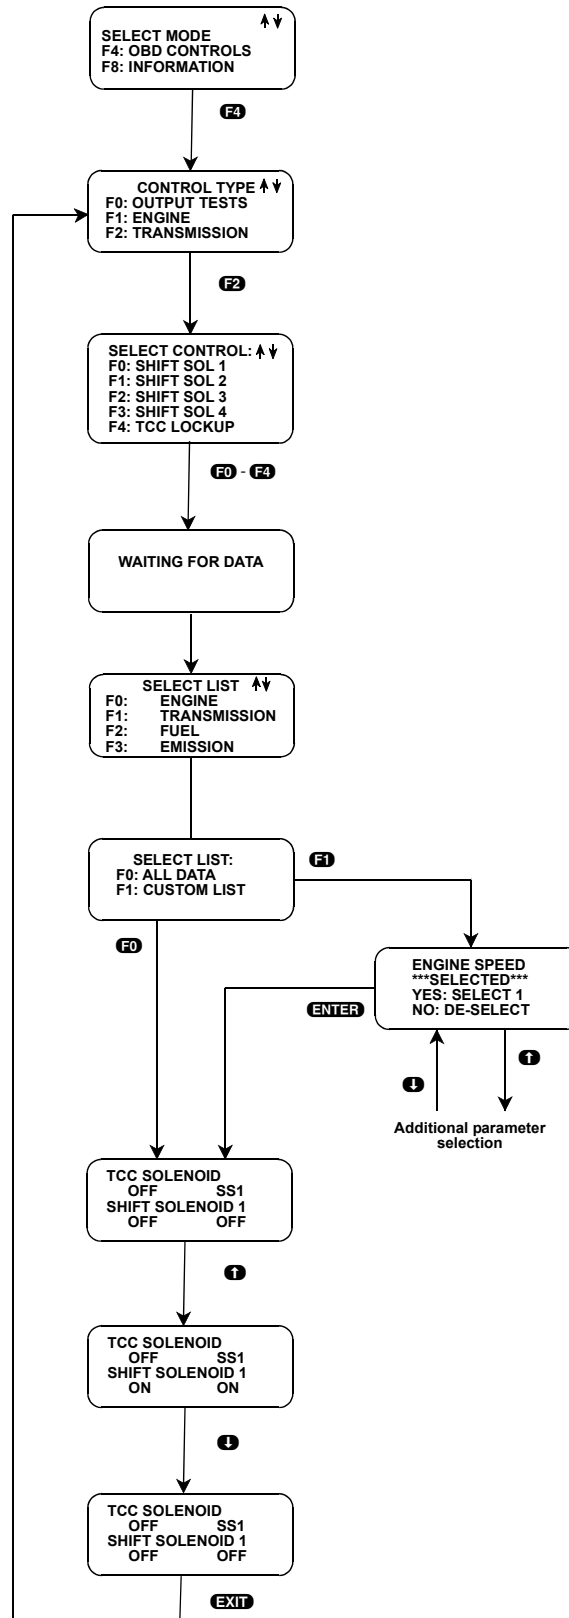 SELECT MODE
F4: OBD CONTROLS
F8: INFORMATION
F4
CONTROL TYPE
F0: OUTPUT TESTS
F1: ENGINE
F2: TRANSMISSION
F2
SELECT CONTROL:
F0: SHIFT SOL 1
F1: SHIFT SOL 2
F2: SHIFT SOL 3
F3: SHIFT SOL 4
F4: TCC LOCKUP
F0 - F4
WAITING FOR DATA
SELECT LIST
F0: ENGINE
F1: TRANSMISSION
F2: FUEL
F3: EMISSION
SELECT LIST:
F0: ALL DATA
F1: CUSTOM LIST
F1
F0
ENGINE SPEED
***SELECTED***
YES: SELECT 1
NO: DE-SELECT
ENTER
Additional parameter
selection
TCC SOLENOID
OFF SS1
SHIFT SOLENOID 1
OFF OFF
TCC SOLENOID
OFF SS1
SHIFT SOLENOID 1
ON ON
TCC SOLENOID
OFF SS1
SHIFT SOLENOID 1
OFF OFF
EXIT